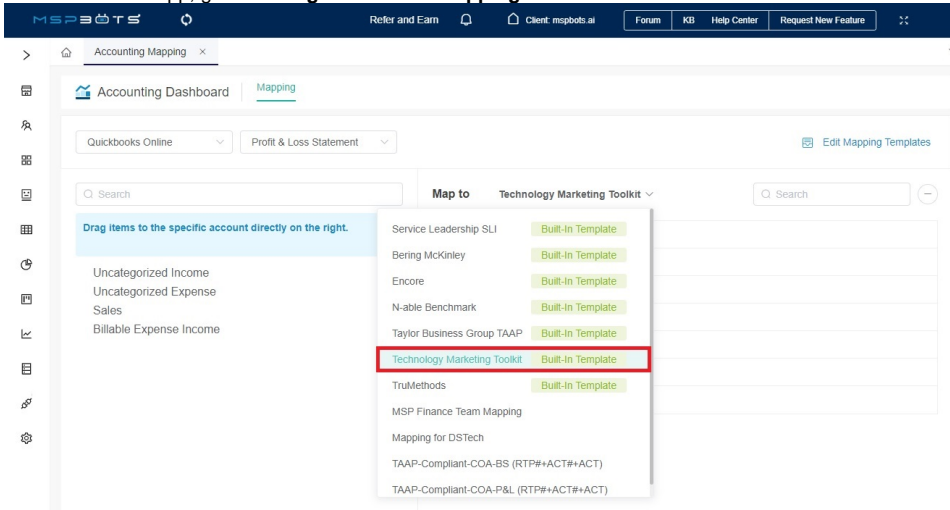 MSPBOTS Refer and Earn Client: mspbots.ai Forum KB Help Center Request New Feature
Accounting Mapping ×
Accounting Dashboard Mapping
Quickbooks Online Profit & Loss Statement Edit Mapping Templates
Search Map to Technology Marketing Toolkit Search
Drag items to the specific account directly on the right.
Uncategorized Income
Uncategorized Expense
Sales
Billable Expense Income
Service Leadership SLI Built-In Template
Bering McKinley Built-In Template
Encore Built-In Template
N-able Benchmark Built-In Template
Taylor Business Group TAAP Built-In Template
Technology Marketing Toolkit Built-In Template
TruMethods Built-In Template
MSP Finance Team Mapping
Mapping for DSTech
TAAP-Compliant-COA-BS (RTP#+ACT#+ACT)
TAAP-Compliant-COA-P&L (RTP#+ACT#+ACT)